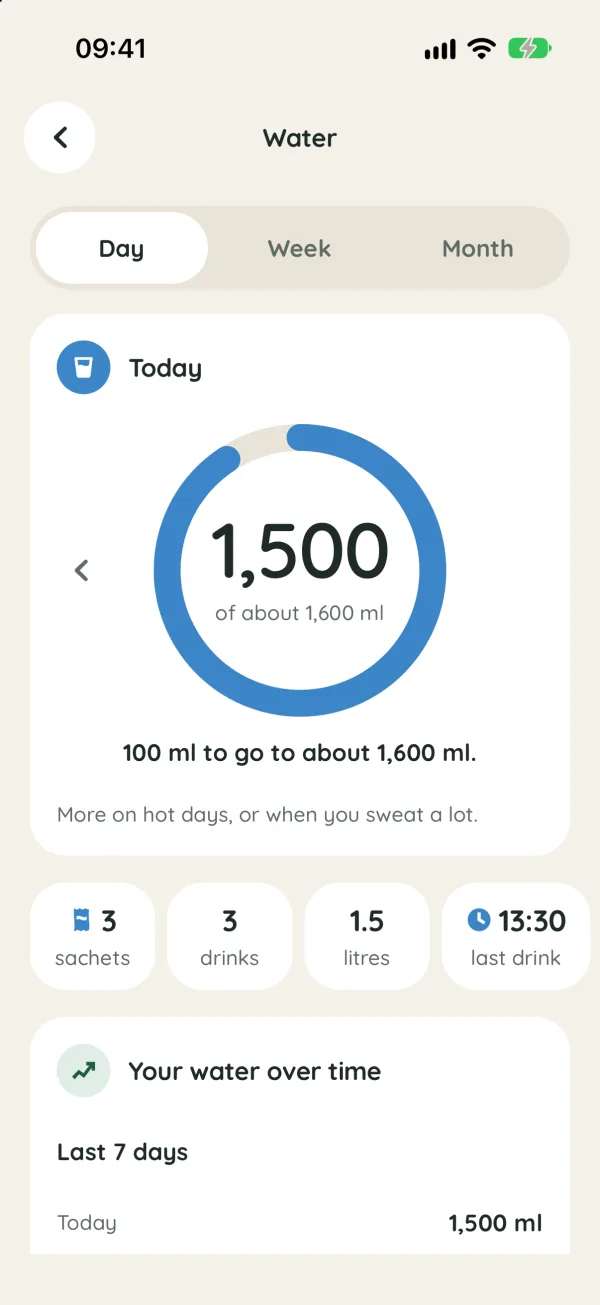 09:41
Water
Day
Week
Month
Today
1,500
of about 1,600 ml
100 ml to go to about 1,600 ml.
More on hot days, or when you sweat a lot.
3
sachets
3
drinks
1.5
litres
13:30
last drink
Your water over time
Last 7 days
Today
1,500 ml